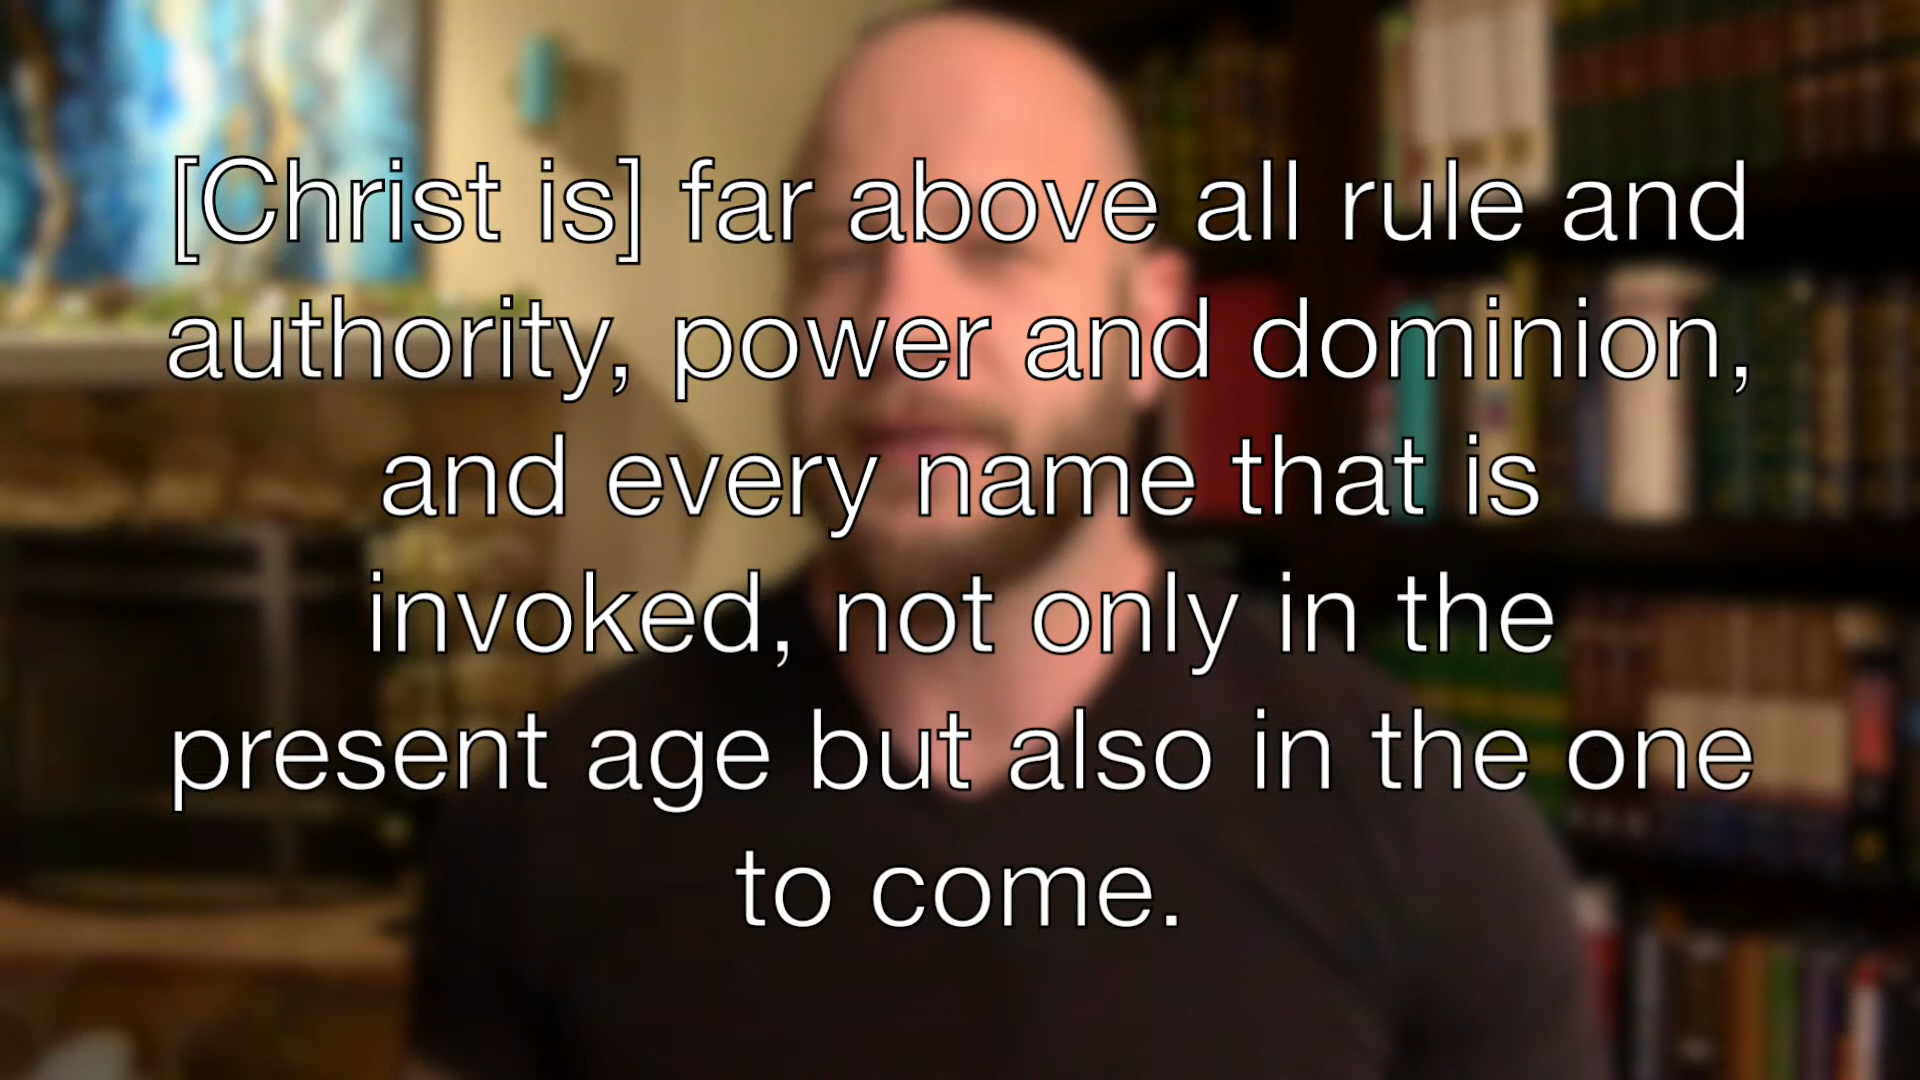 [Christ is] far above all rule and
authority, power and dominion,
and every name that is
invoked, not only in the
present age but also in the one
to come.